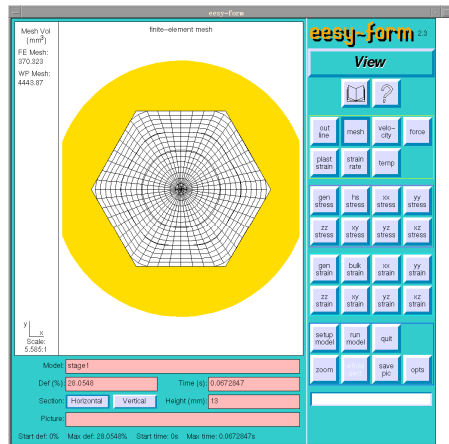 eesy-form
Mesh Vol
(mm³)
FE Mesh:
370.323
WP Mesh:
4443.87
finite-element mesh
y
x
Scale:
5.585:1
eesy-form 2.3
View
?
out line
mesh
velo-city
force
plast strain
strain rate
temp
gen stress
hs stress
xx stress
yy stress
zz stress
xy stress
yz stress
xz stress
gen strain
bulk strain
xx strain
yy strain
zz strain
xy strain
yz strain
xz strain
setup model
run model
quit
zoom
save pic
opts
Model: stage1
Def (%) 28.0548 Time (s): 0.0672847
Section: Horizontal Vertical Height (mm): 13
Picture:
Start def: 0% Max def: 28.0548% Start time: 0s Max time: 0.0672847s